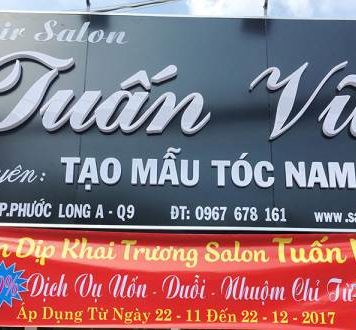 ir Salon
Tuấn Vũ
yên: TẠO MẪU TÓC NAM
P.PHƯỚC LONG A - Q9 ĐT: 0967 678 161 www.sa
n Dịp Khai Trương Salon Tuấn V
0% Dịch Vụ Uốn - Duỗi - Nhuộm Chỉ Từ
Áp Dụng Từ Ngày 22 - 11 Đến 22 - 12 - 2017